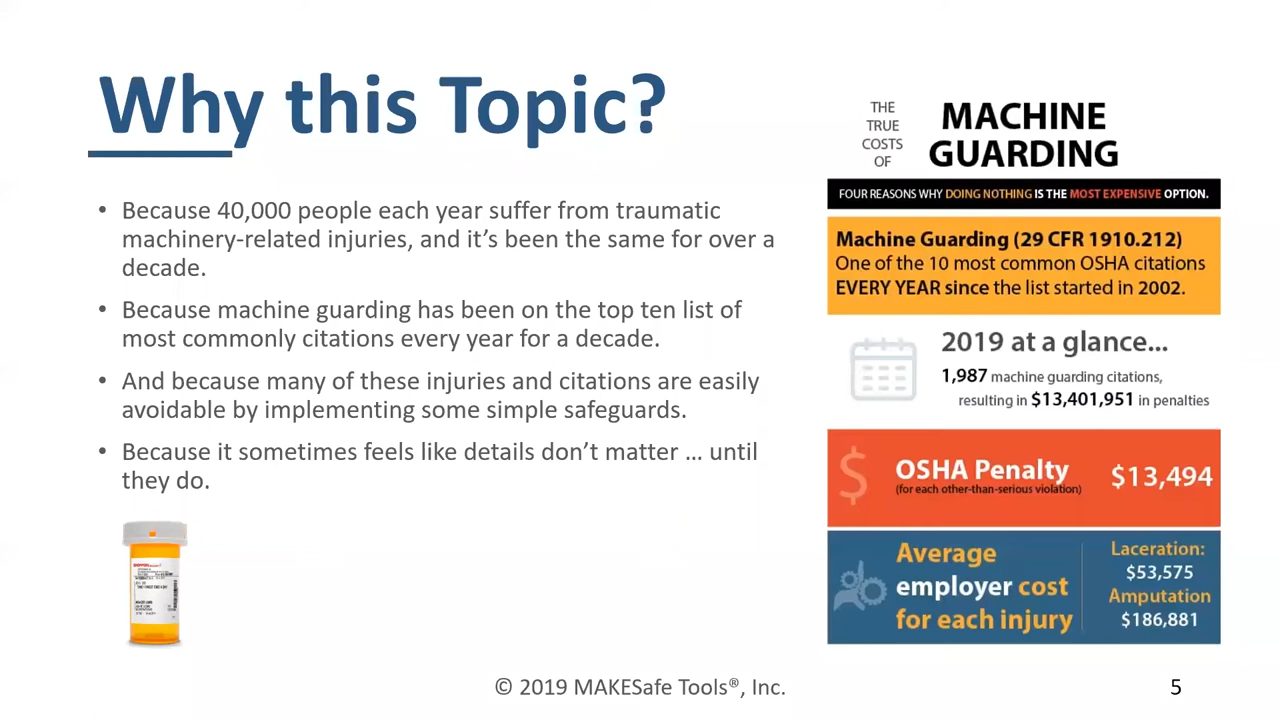 Why this Topic?
• Because 40,000 people each year suffer from traumatic
machinery-related injuries, and it’s been the same for over a
decade.
• Because machine guarding has been on the top ten list of
most commonly citations every year for a decade.
• And because many of these injuries and citations are easily
avoidable by implementing some simple safeguards.
• Because it sometimes feels like details don’t matter … until
they do.
THE
TRUE
COSTS
OF
MACHINE
GUARDING
FOUR REASONS WHY DOING NOTHING IS THE MOST EXPENSIVE OPTION.
Machine Guarding (29 CFR 1910.212)
One of the 10 most common OSHA citations
EVERY YEAR since the list started in 2002.
2019 at a glance...
1,987 machine guarding citations,
resulting in $13,401,951 in penalties
$
OSHA Penalty
(for each other-than-serious violation)
$13,494
Average
employer cost
for each injury
Laceration:
$53,575
Amputation
$186,881
© 2019 MAKESafe Tools®, Inc.
5